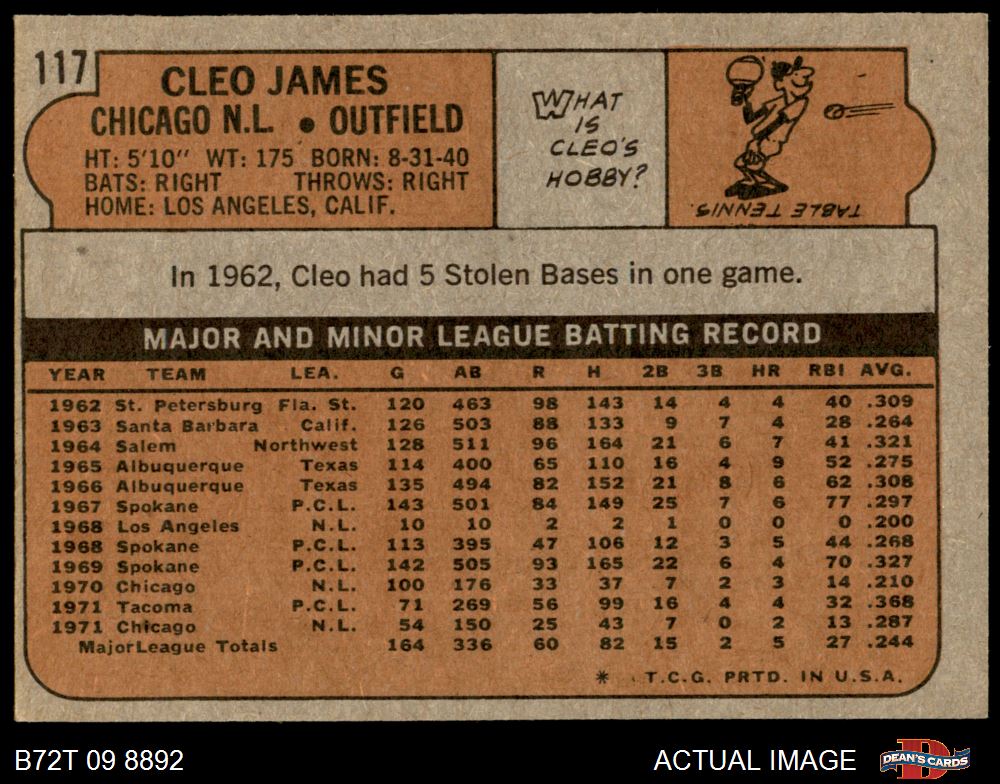 117
CLEO JAMES
CHICAGO N.L. • OUTFIELD
HT: 5'10" WT: 175 BORN: 8-31-40
BATS: RIGHT THROWS: RIGHT
HOME: LOS ANGELES, CALIF.
WHAT
IS
CLEO'S
HOBBY?
TABLE TENNIS.
In 1962, Cleo had 5 Stolen Bases in one game.
MAJOR AND MINOR LEAGUE BATTING RECORD
YEAR TEAM LEA. G AB R H 2B 3B HR RBI AVG.
1962 St. Petersburg Fla. St. 120 463 98 143 14 4 4 40 .309
1963 Santa Barbara Calif. 126 503 88 133 9 7 4 28 .264
1964 Salem Northwest 128 511 96 164 21 6 7 41 .321
1965 Albuquerque Texas 114 400 65 110 16 4 9 52 .275
1966 Albuquerque Texas 135 494 82 152 21 8 6 62 .308
1967 Spokane P.C.L. 143 501 84 149 25 7 6 77 .297
1968 Los Angeles N.L. 10 10 2 2 1 0 0 0 .200
1968 Spokane P.C.L. 113 395 47 106 12 3 5 44 .268
1969 Spokane P.C.L. 142 505 93 165 22 6 4 70 .327
1970 Chicago N.L. 100 176 33 37 7 2 3 14 .210
1971 Tacoma P.C.L. 71 269 56 99 16 4 4 32 .368
1971 Chicago N.L. 54 150 25 43 7 0 2 13 .287
Major League Totals 164 336 60 82 15 2 5 27 .244
* T.C.G. PRTD. IN U.S.A.
B72T 09 8892 ACTUAL IMAGE DEAN'S CARDS